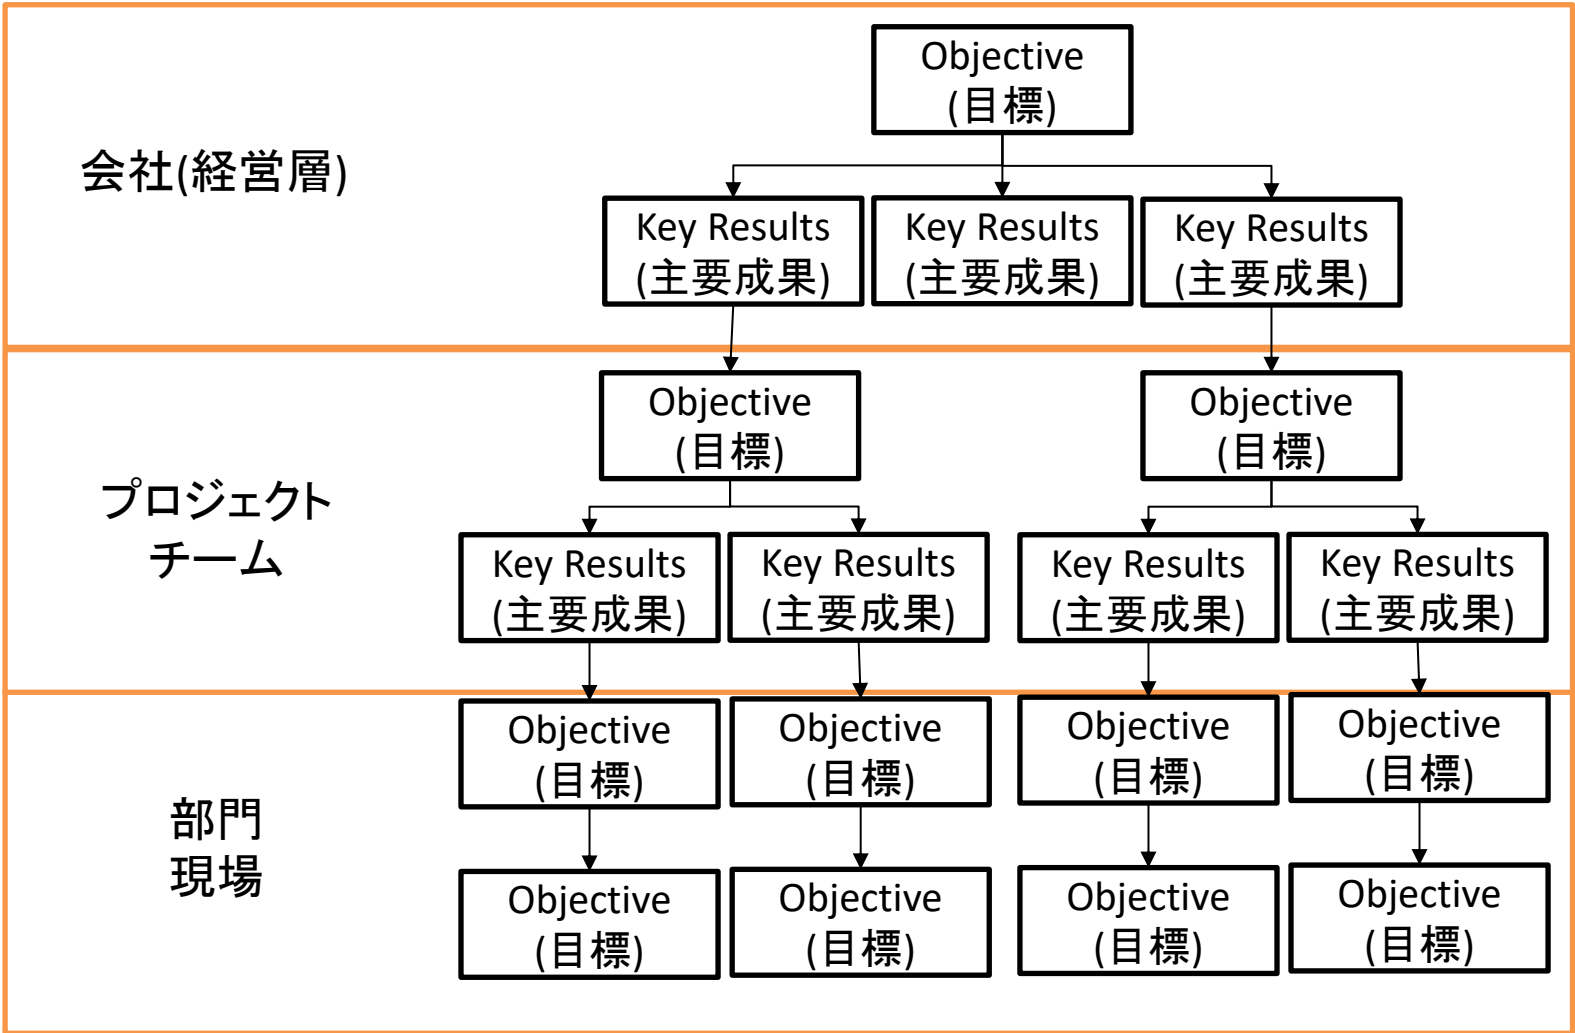 会社(経営層)
Objective
(目標)
Key Results
(主要成果)
Key Results
(主要成果)
Key Results
(主要成果)
プロジェクト
チーム
Objective
(目標)
Objective
(目標)
Key Results
(主要成果)
Key Results
(主要成果)
Key Results
(主要成果)
Key Results
(主要成果)
部門
現場
Objective
(目標)
Objective
(目標)
Objective
(目標)
Objective
(目標)
Objective
(目標)
Objective
(目標)
Objective
(目標)
Objective
(目標)